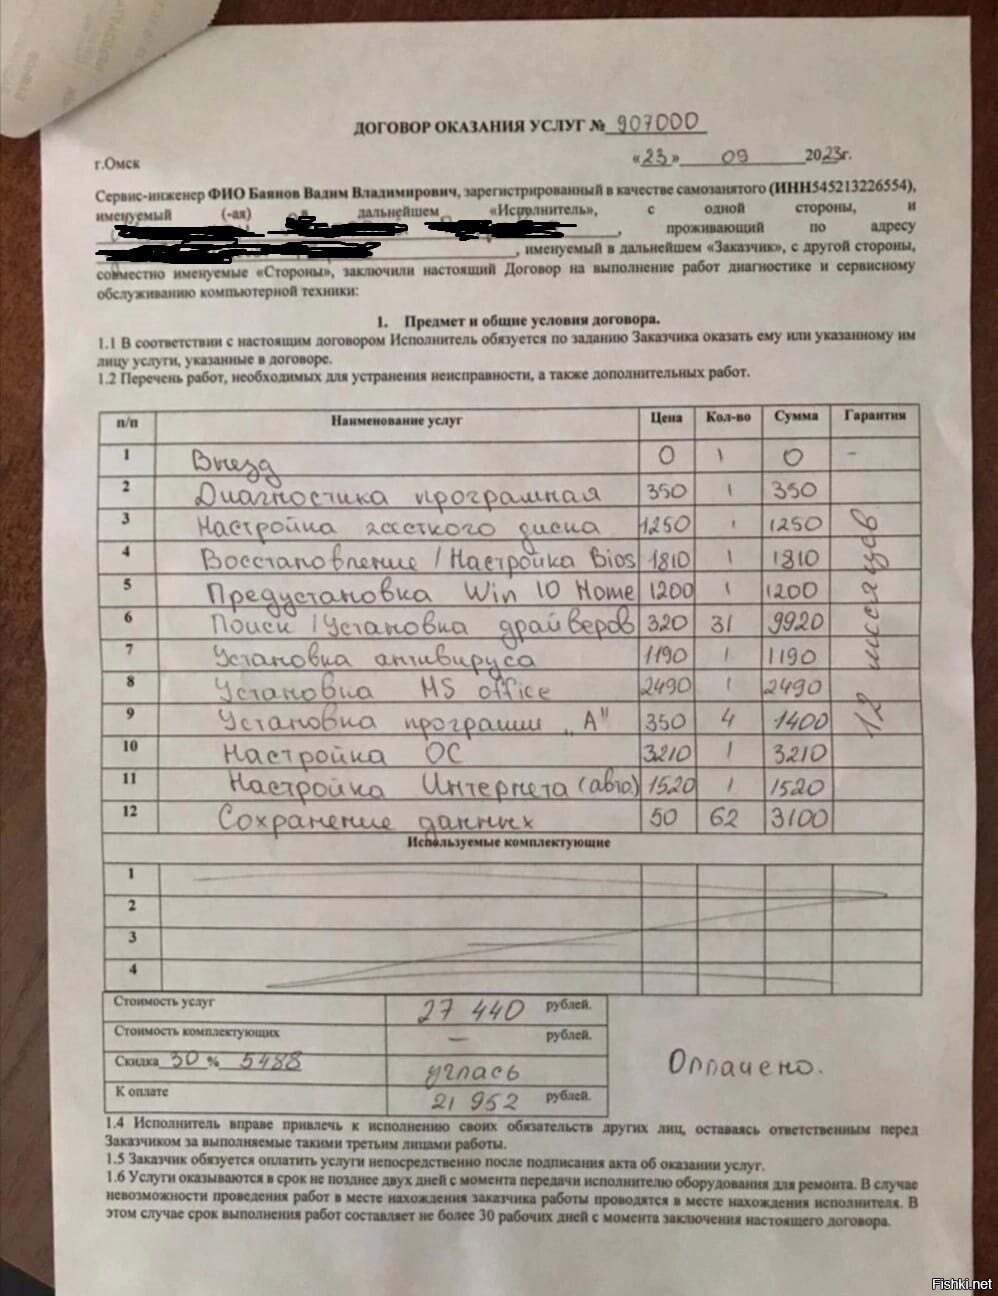 ДОГОВОР ОКАЗАНИЯ УСЛУГ № 907000
г.Омск «23» 09 2023г.
Сервис-инженер ФИО Баянов Вадим Владимирович, зарегистрированный в качестве самозанятого (ИНН545213226554),
именуемый (-ая) в дальнейшем «Исполнитель», с одной стороны, и
, проживающий по адресу
, именуемый в дальнейшем «Заказчик», с другой стороны,
совместно именуемые «Стороны», заключили настоящий Договор на выполнение работ диагностике и сервисному
обслуживанию компьютерной техники:
1. Предмет и общие условия договора.
1.1 В соответствии с настоящим договором Исполнитель обязуется по заданию Заказчика оказать ему или указанному им
лицу услуги, указанные в договоре.
1.2 Перечень работ, необходимых для устранения неисправности, а также дополнительных работ.
п/п Наименование услуг Цена Кол-во Сумма Гарантия
1 Выезд 0 1 0 -
2 Диагностика програмная 350 1 350
3 Настройка жесткого диска 1250 1 1250
4 Восстановление / Настройка Bios 1810 1 1810
5 Предустановка Win 10 Home 1200 1 1200
6 Поиск / Установка драйверов 320 31 9920
7 Установка антивируса 1190 1 1190
8 Установка MS office 2490 1 2490
9 Установка программ „А" 350 4 1400
10 Настройка ОС 3210 1 3210
11 Настройка Интернета (авто.) 1520 1 1520
12 Сохранение данных 50 62 3100
12 месяцев
Используемые комплектующие
1
2
3
4
Стоимость услуг 27 440 рублей.
Стоимость комплектующих — рублей.
Скидка 30 % 5488 учлась
К оплате 21 952 рублей.
Оплачено.
1.4 Исполнитель вправе привлечь к исполнению своих обязательств других лиц, оставаясь ответственным перед
Заказчиком за выполняемые такими третьим лицами работы.
1.5 Заказчик обязуется оплатить услуги непосредственно после подписания акта об оказании услуг.
1.6 Услуги оказываются в срок не позднее двух дней с момента передачи исполнителю оборудования для ремонта. В случае
невозможности проведения работ в месте нахождения заказчика работы проводятся в месте нахождения исполнителя. В
этом случае срок выполнения работ составляет не более 30 рабочих дней с момента заключения настоящего договора.
Fishki.net